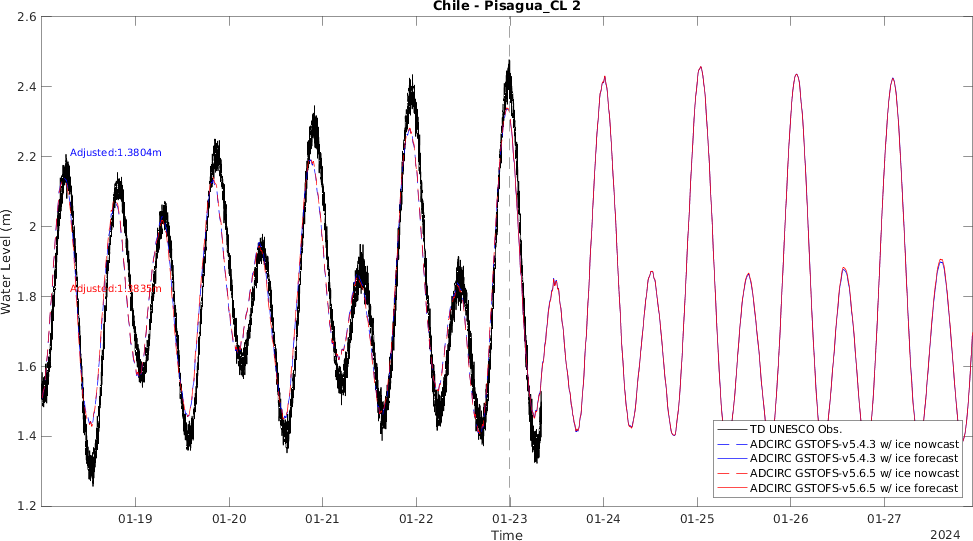 Chile - Pisagua_CL 2
2.6
2.4
2.2
2
1.8
1.6
1.4
1.2
Water Level (m)
Adjusted:1.3804m
Adjusted:1.3835m
TD UNESCO Obs.
ADCIRC GSTOFS-v5.4.3 w/ ice nowcast
ADCIRC GSTOFS-v5.4.3 w/ ice forecast
ADCIRC GSTOFS-v5.6.5 w/ ice nowcast
ADCIRC GSTOFS-v5.6.5 w/ ice forecast
01-19 01-20 01-21 01-22 01-23 01-24 01-25 01-26 01-27
Time
2024